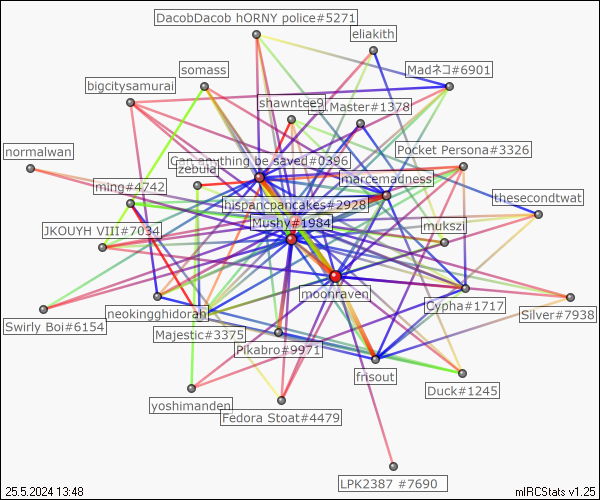 DacobDacob hORNY police#5271
eliakith
somass
Madネコ#6901
bigcitysamurai
shawntee9
.Master#1378
normalwan
Pocket Persona#3326
Can anything be saved#0396
zebula
marcemadness
ming#4742
thesecondtwat
hispancpancakes#2928
Mushy#1984
JKOUYH VIII#7034
mukszi
moonraven
neokingghidorah
Cypha#1717
Silver#7938
Swirly Boi#6154
Majestic#3375
Pikabro#9971
frisout
Duck#1245
yoshimanden
Fedora Stoat#4479
LPK2387 #7690
25.5.2024 13:48
mIRCStats v1.25